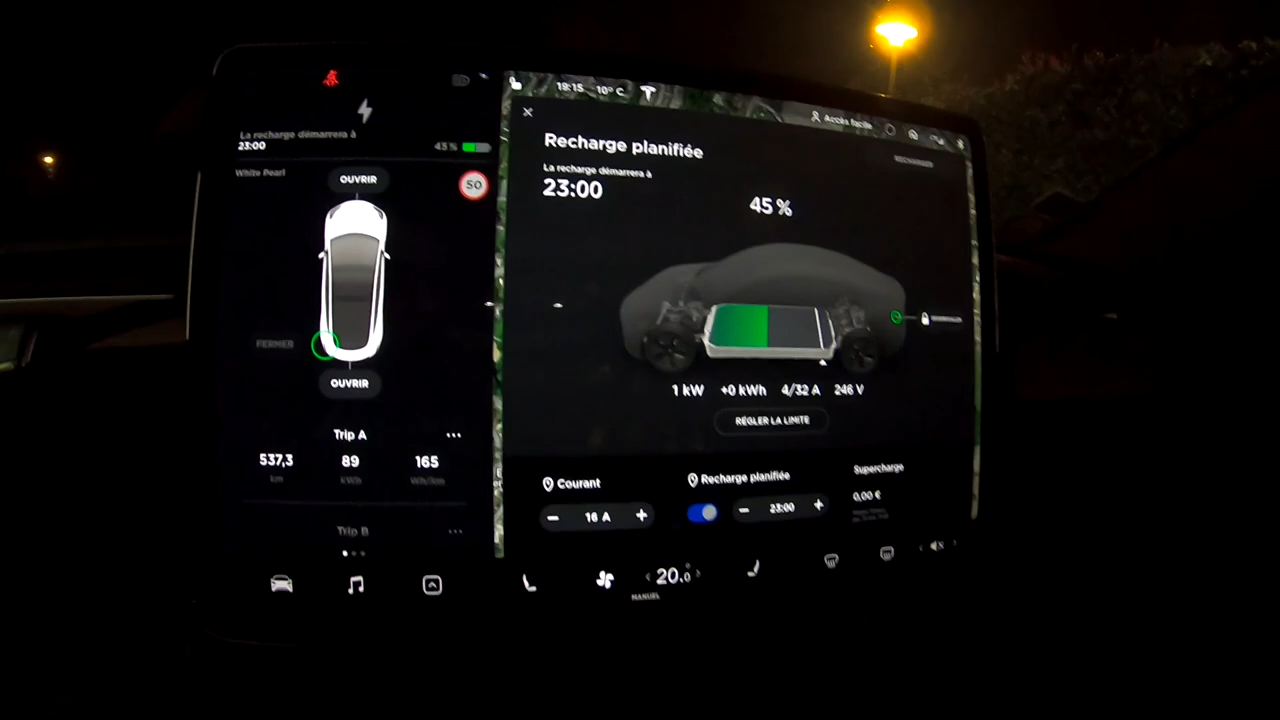 La recharge démarrera à
23:00
45 %
White Pearl
OUVRIR
50
FERMER
OUVRIR
Trip A
...
537,3
89
165
km
kWh
Wh/km
Trip B
...
19:15
10° C
Accès facile
Recharge planifiée
RECHARGER
La recharge démarrera à
23:00
45 %
1 kW
+0 kWh
4/32 A
246 V
RÉGLER LA LIMITE
Courant
− 16 A +
Recharge planifiée
− 23:00 +
Supercharge
0,00 €
20.0
MANUEL